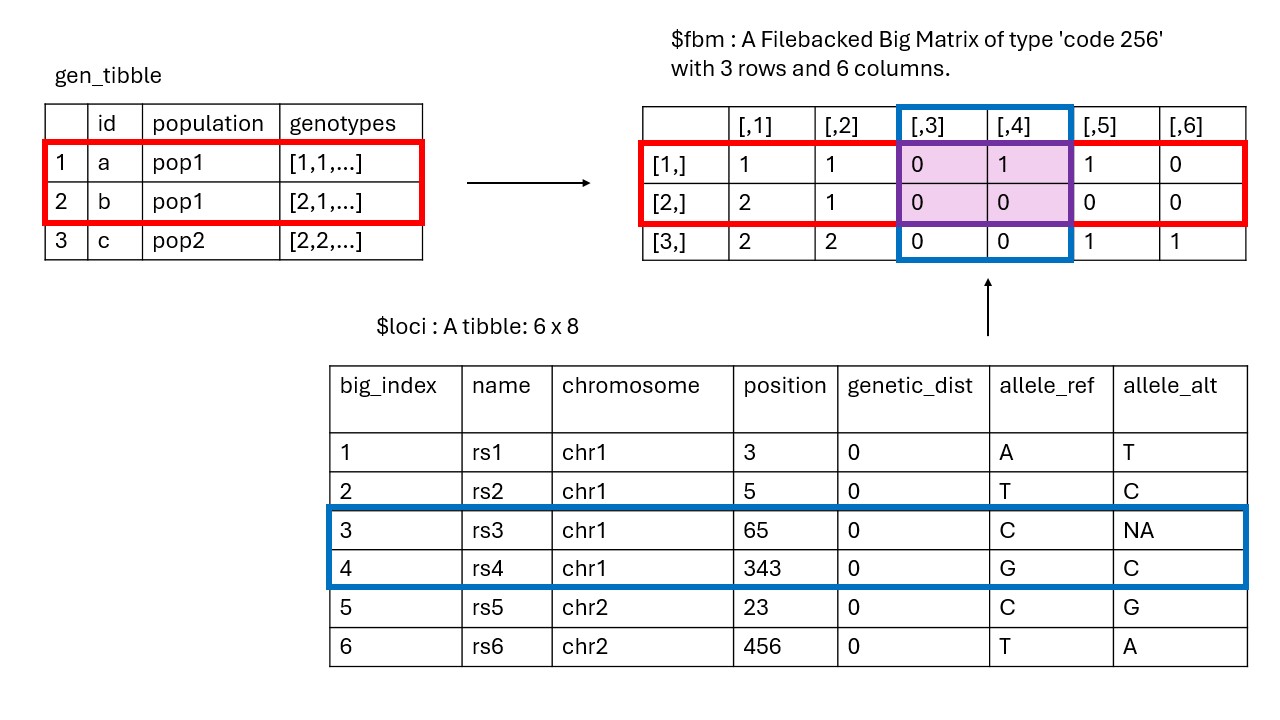 $fbm : A Filebacked Big Matrix of type 'code 256'
with 3 rows and 6 columns.
gen_tibble
id population genotypes
1 a pop1 [1,1,...]
2 b pop1 [2,1,...]
3 c pop2 [2,2,...]
[,1] [,2] [,3] [,4] [,5] [,6]
[1,] 1 1 0 1 1 0
[2,] 2 1 0 0 0 0
[3,] 2 2 0 0 1 1
$loci : A tibble: 6 x 8
big_index name chromosome position genetic_dist allele_ref allele_alt
1 rs1 chr1 3 0 A T
2 rs2 chr1 5 0 T C
3 rs3 chr1 65 0 C NA
4 rs4 chr1 343 0 G C
5 rs5 chr2 23 0 C G
6 rs6 chr2 456 0 T A